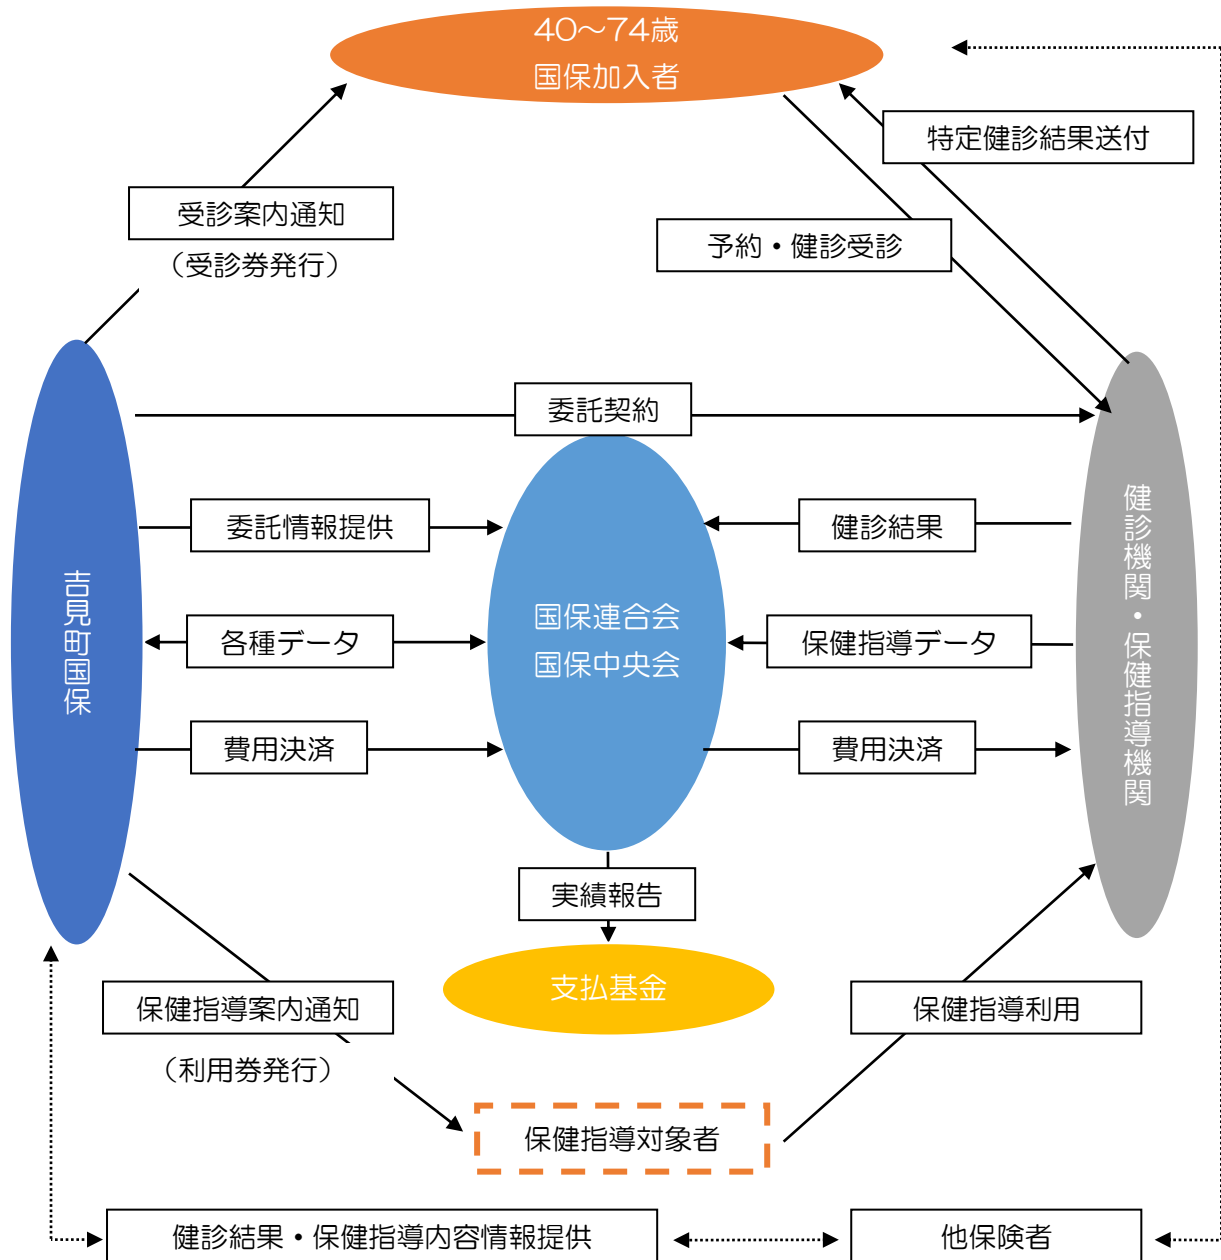 40～74歳
国保加入者
特定健診結果送付
受診案内通知
（受診券発行）
予約・健診受診
委託契約
委託情報提供
健診結果
吉見町国保
国保連合会
国保中央会
健診機関・保健指導機関
各種データ
保健指導データ
費用決済
費用決済
実績報告
支払基金
保健指導案内通知
（利用券発行）
保健指導利用
保健指導対象者
健診結果・保健指導内容情報提供
他保険者